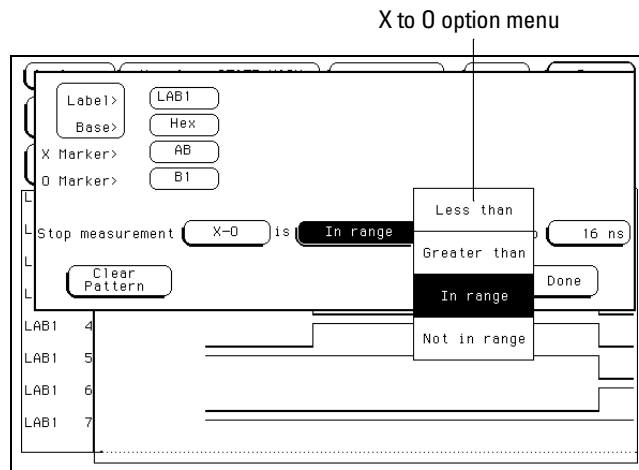 X to O option menu
Label> LAB1
Base> Hex
X Marker> AB
O Marker> B1
Stop measurement X-O is In range 16 ns
Less than
Greater than
In range
Not in range
Clear
Pattern
Done
LAB1 4
LAB1 5
LAB1 6
LAB1 7